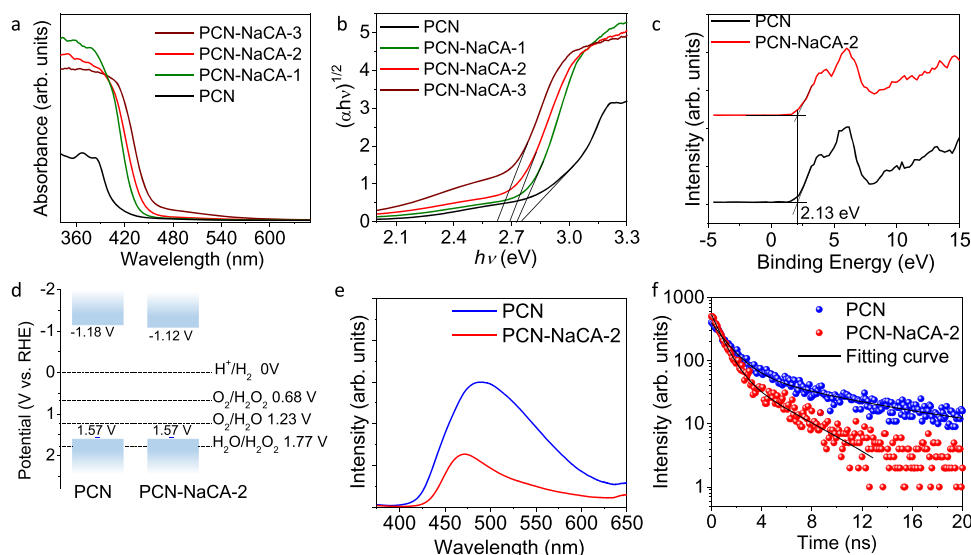 a
Absorbance (arb. units)
PCN-NaCA-3
PCN-NaCA-2
PCN-NaCA-1
PCN
340 420 500 600
Wavelength (nm)
b
(αhν)1/2
5
4
3
2
1
0
PCN
PCN-NaCA-1
PCN-NaCA-2
PCN-NaCA-3
2.1 2.4 2.7 3.0 3.3
hν (eV)
c
Intensity (arb. units)
PCN
PCN-NaCA-2
2.13 eV
-5 0 5 10 15
Binding Energy (eV)
d
Potential (V vs. RHE)
-2
-1
0
1
2
-1.18 V
-1.12 V
H+/H2 0V
O2/H2O2 0.68 V
O2/H2O 1.23 V
1.57 V
1.57 V
H2O/H2O2 1.77 V
PCN
PCN-NaCA-2
e
Intensity (arb. units)
PCN
PCN-NaCA-2
400 450 500 550 600 650
Wavelength (nm)
f
Intensity (arb. units)
1000
100
10
1
PCN
PCN-NaCA-2
Fitting curve
0 4 8 12 16 20
Time (ns)